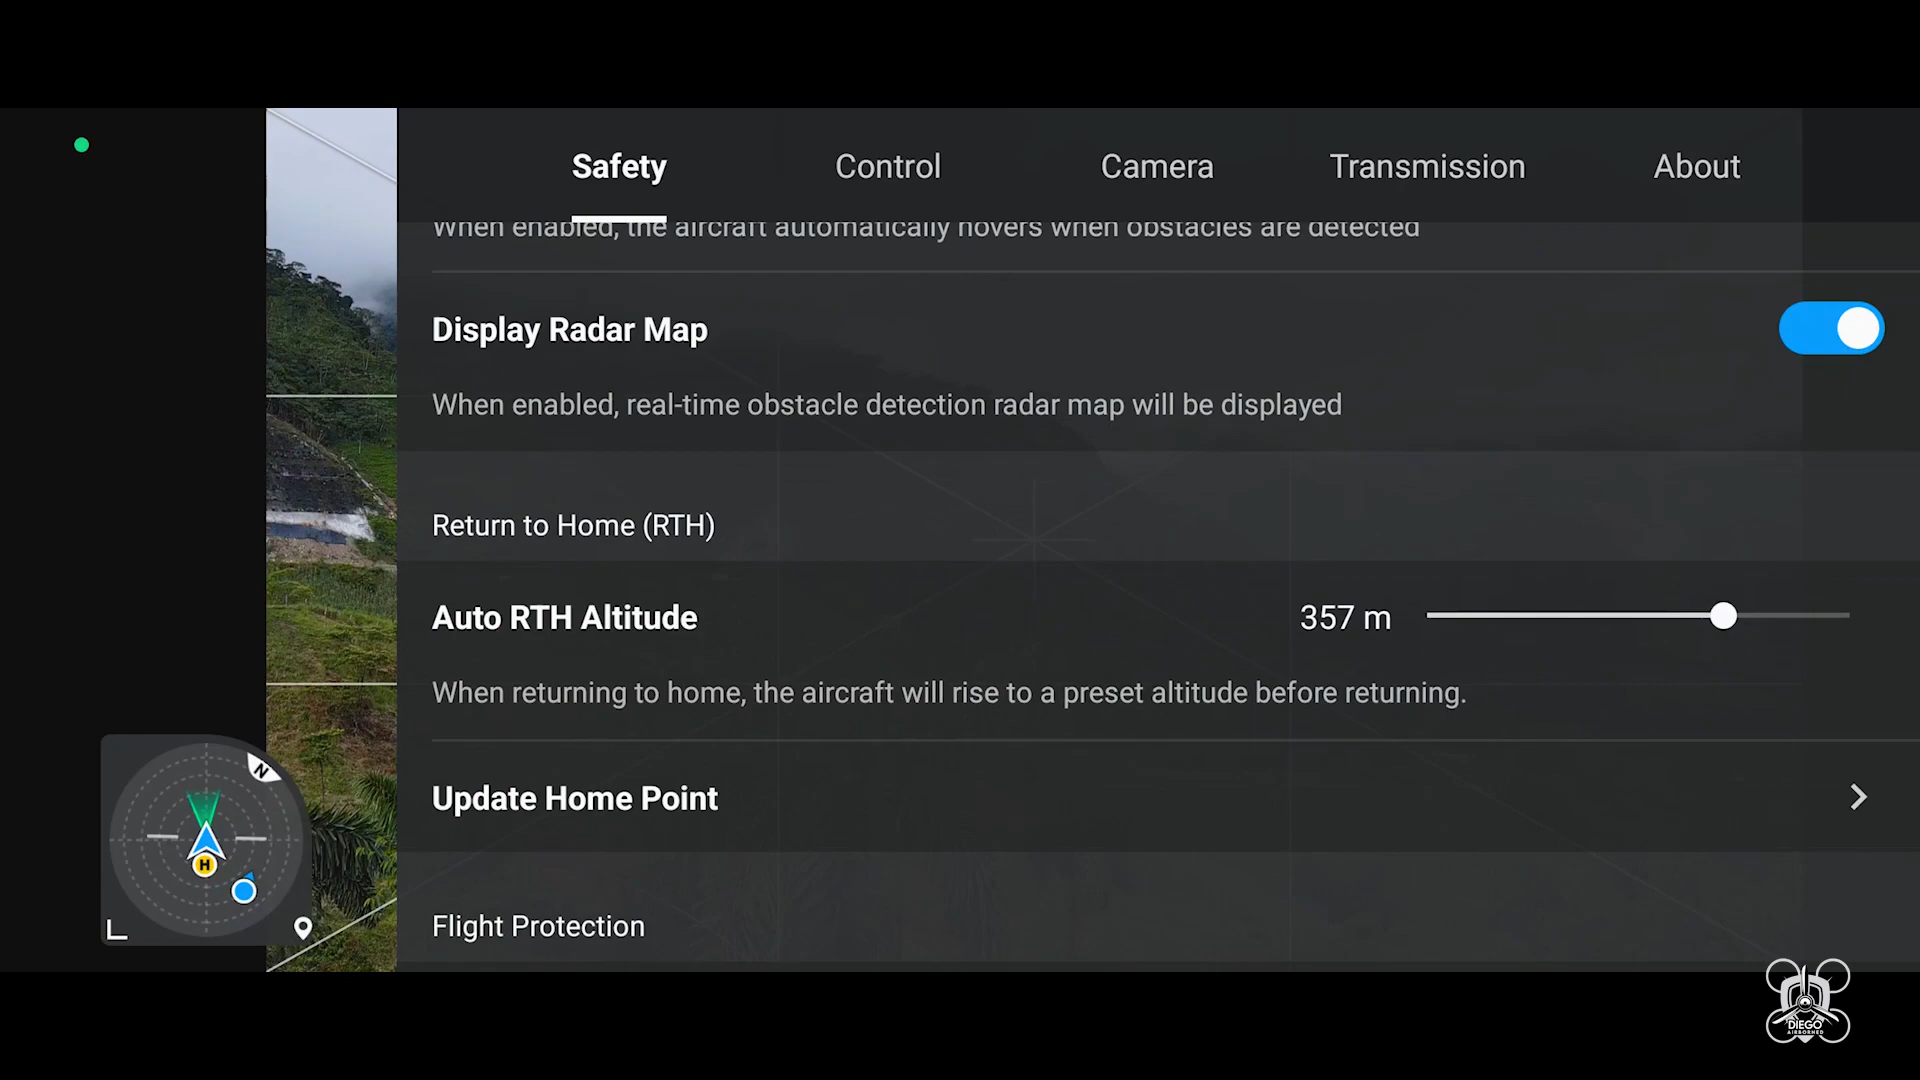 Safety Control Camera Transmission About
When enabled, the aircraft automatically hovers when obstacles are detected
Display Radar Map
When enabled, real-time obstacle detection radar map will be displayed
Return to Home (RTH)
Auto RTH Altitude 357 m
When returning to home, the aircraft will rise to a preset altitude before returning.
Update Home Point
N
H
Flight Protection
DIEGO
AIRBORNED